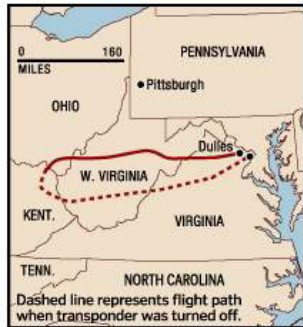 0 160
MILES
PENNSYLVANIA
Pittsburgh
OHIO
Dulles
W. VIRGINIA
KENT.
VIRGINIA
TENN.
NORTH CAROLINA
Dashed line represents flight path
when transponder was turned off.